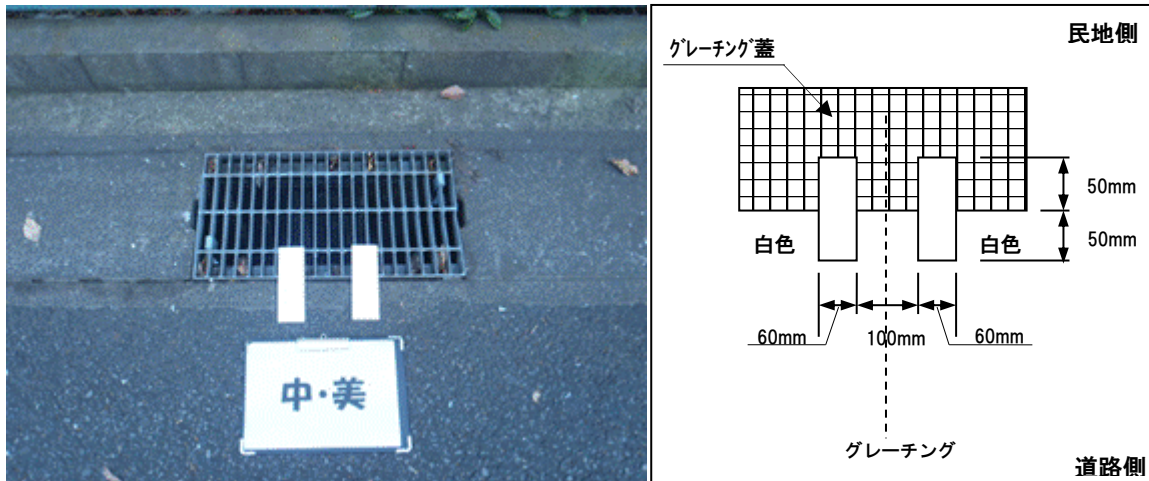 中・美
民地側
ｸﾞﾚｰﾁﾝｸﾞ蓋
50mm
白色
白色
50mm
60mm
100mm
60mm
グレーチング
道路側